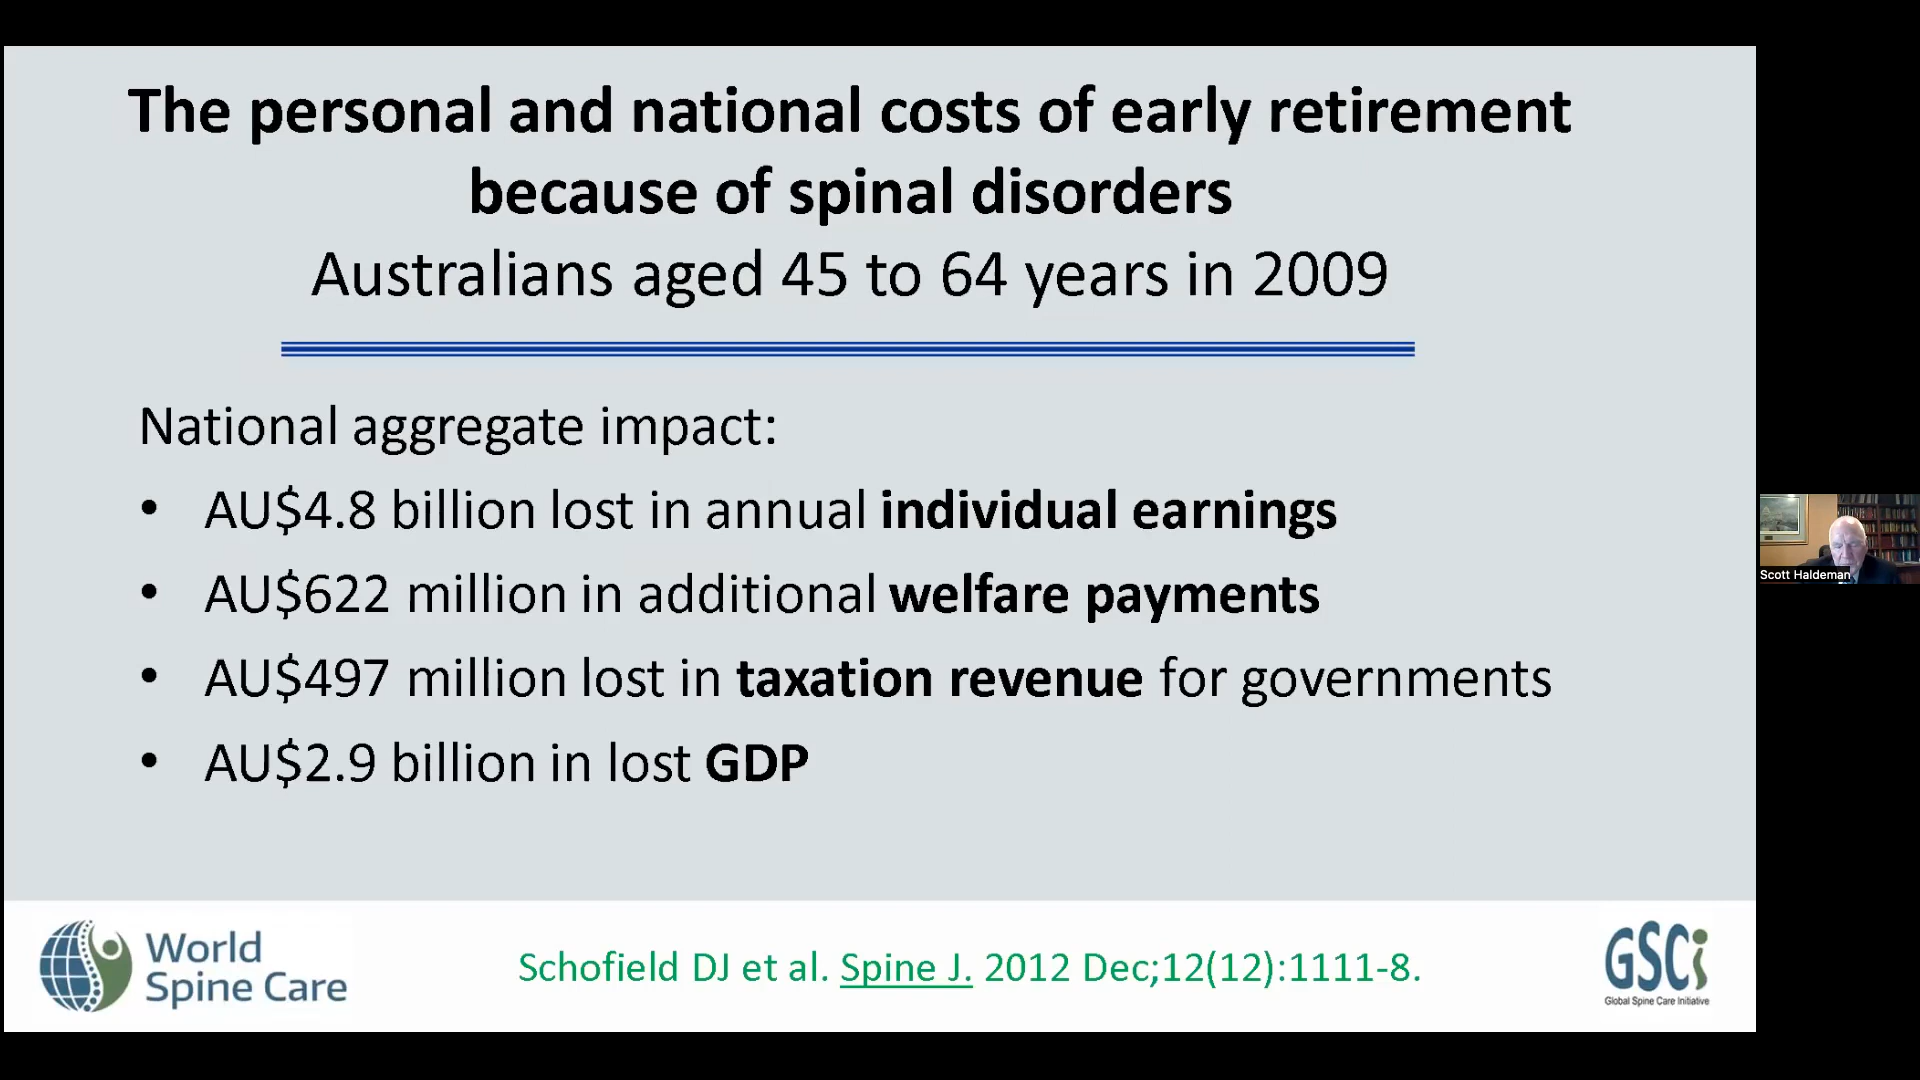 The personal and national costs of early retirement
because of spinal disorders
Australians aged 45 to 64 years in 2009
National aggregate impact:
• AU$4.8 billion lost in annual individual earnings
• AU$622 million in additional welfare payments
• AU$497 million lost in taxation revenue for governments
• AU$2.9 billion in lost GDP
Scott Haldeman
World
Spine Care
Schofield DJ et al. Spine J. 2012 Dec;12(12):1111-8.
GSCi
Global Spine Care Initiative